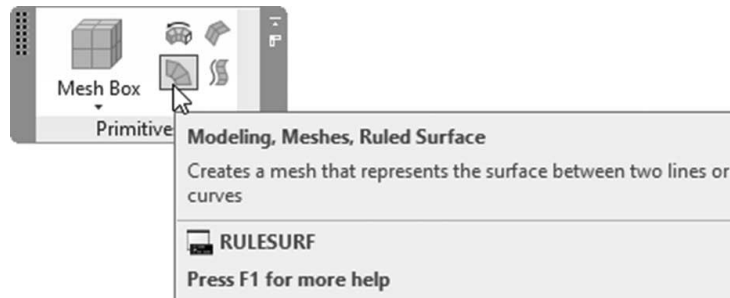 Mesh Box
Primitive
Modeling, Meshes, Ruled Surface
Creates a mesh that represents the surface between two lines or
curves
RULESURF
Press F1 for more help